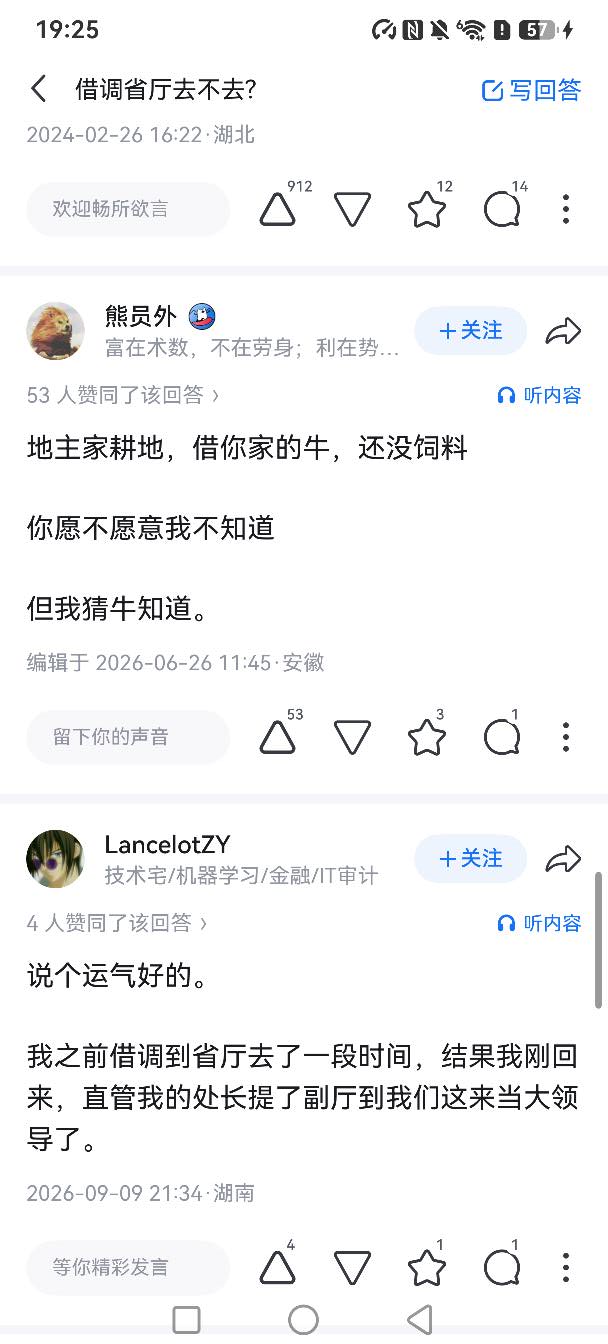 19:25
6
57
借调省厅去不去?
写回答
2024-02-26 16:22·湖北
欢迎畅所欲言
912
12
14
熊员外
+关注
富在术数，不在劳身；利在势...
53 人赞同了该回答 ›
听内容
地主家耕地，借你家的牛，还没饲料
你愿不愿意我不知道
但我猜牛知道。
编辑于 2026-06-26 11:45·安徽
留下你的声音
53
3
1
LancelotZY
+关注
技术宅/机器学习/金融/IT审计
4 人赞同了该回答 ›
听内容
说个运气好的。
我之前借调到省厅去了一段时间，结果我刚回
来，直管我的处长提了副厅到我们这来当大领
导了。
2026-09-09 21:34·湖南
等你精彩发言
4
1
1